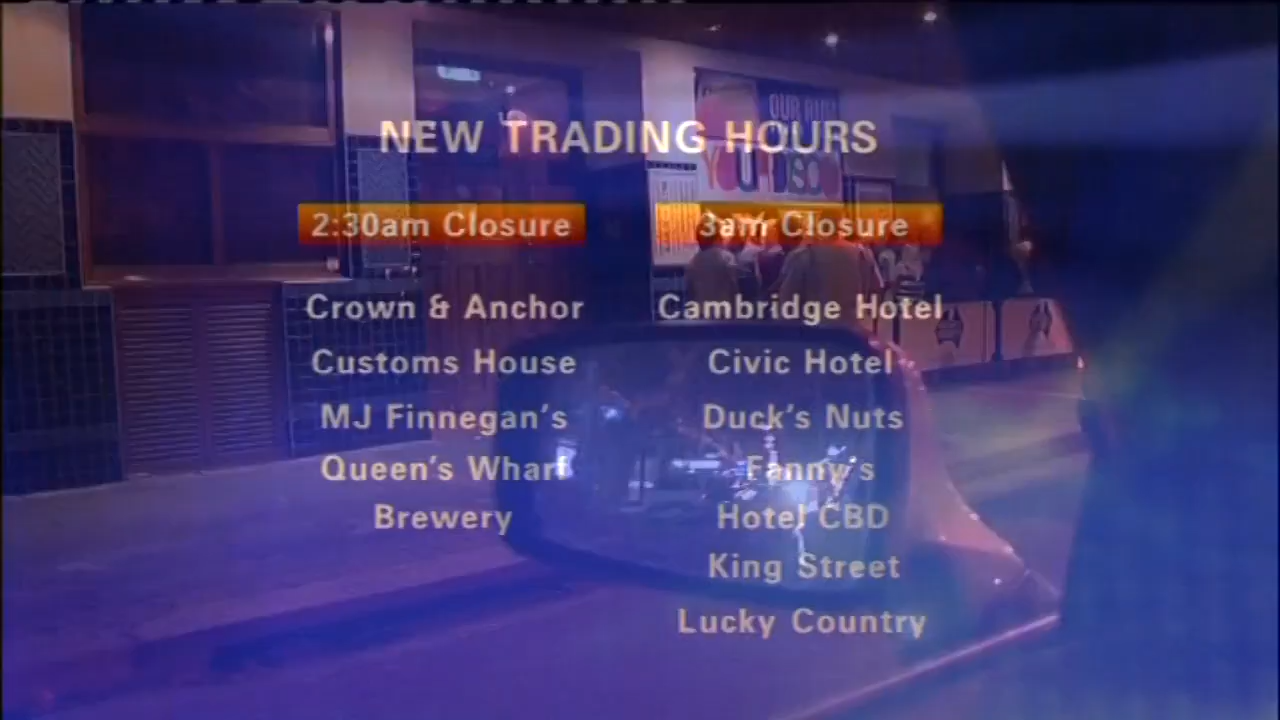 NEW TRADING HOURS
2:30am Closure
Crown & Anchor
Customs House
MJ Finnegan's
Queen's Wharf
Brewery
3am Closure
Cambridge Hotel
Civic Hotel
Duck's Nuts
Fanny's
Hotel CBD
King Street
Lucky Country
OUR